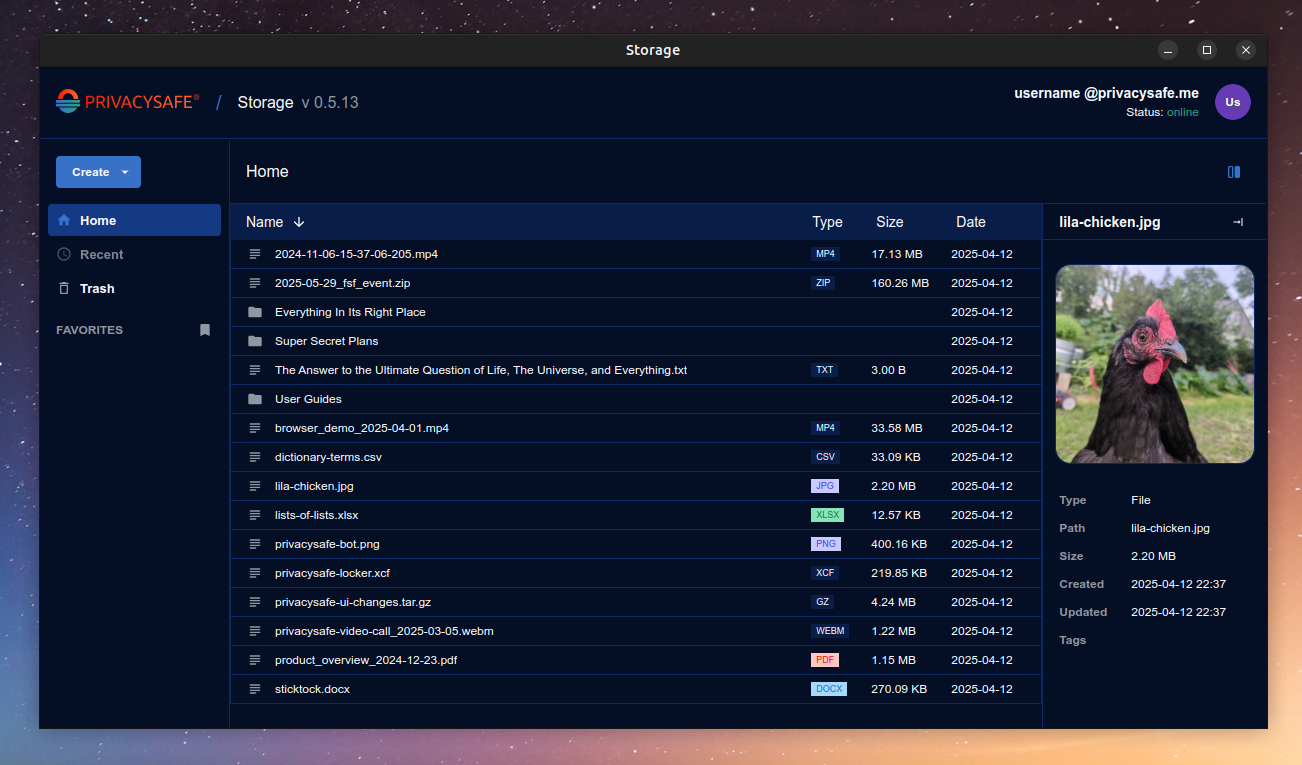 Storage
PRIVACYSAFE® / Storage v 0.5.13
username @privacysafe.me
Status: online
Us
Create
Home
Recent
Trash
FAVORITES
Home
Name Type Size Date
2024-11-06-15-37-06-205.mp4 MP4 17.13 MB 2025-04-12
2025-05-29_fsf_event.zip ZIP 160.26 MB 2025-04-12
Everything In Its Right Place 2025-04-12
Super Secret Plans 2025-04-12
The Answer to the Ultimate Question of Life, The Universe, and Everything.txt TXT 3.00 B 2025-04-12
User Guides 2025-04-12
browser_demo_2025-04-01.mp4 MP4 33.58 MB 2025-04-12
dictionary-terms.csv CSV 33.09 KB 2025-04-12
lila-chicken.jpg JPG 2.20 MB 2025-04-12
lists-of-lists.xlsx XLSX 12.57 KB 2025-04-12
privacysafe-bot.png PNG 400.16 KB 2025-04-12
privacysafe-locker.xcf XCF 219.85 KB 2025-04-12
privacysafe-ui-changes.tar.gz GZ 4.24 MB 2025-04-12
privacysafe-video-call_2025-03-05.webm WEBM 1.22 MB 2025-04-12
product_overview_2024-12-23.pdf PDF 1.15 MB 2025-04-12
sticktock.docx DOCX 270.09 KB 2025-04-12
lila-chicken.jpg
Type File
Path lila-chicken.jpg
Size 2.20 MB
Created 2025-04-12 22:37
Updated 2025-04-12 22:37
Tags